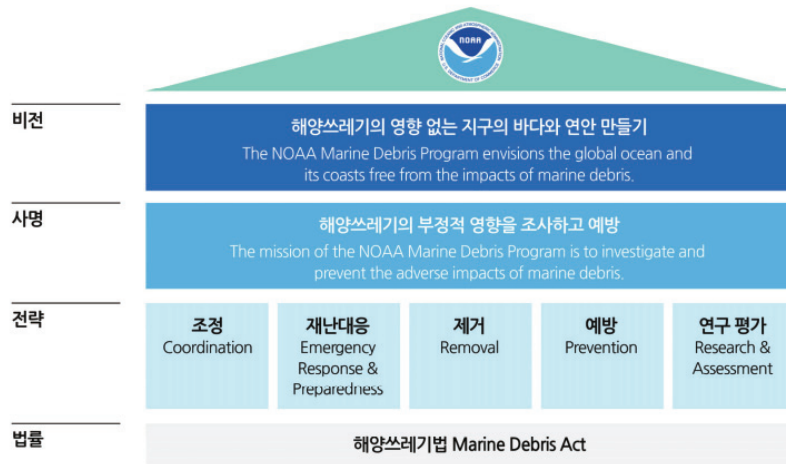 NOAA
비전
해양쓰레기의 영향 없는 지구의 바다와 연안 만들기
The NOAA Marine Debris Program envisions the global ocean and
its coasts free from the impacts of marine debris.
사명
해양쓰레기의 부정적 영향을 조사하고 예방
The mission of the NOAA Marine Debris Program is to investigate and
prevent the adverse impacts of marine debris.
전략
조정
Coordination
재난대응
Emergency
Response &
Preparedness
제거
Removal
예방
Prevention
연구 평가
Research &
Assessment
법률
해양쓰레기법 Marine Debris Act